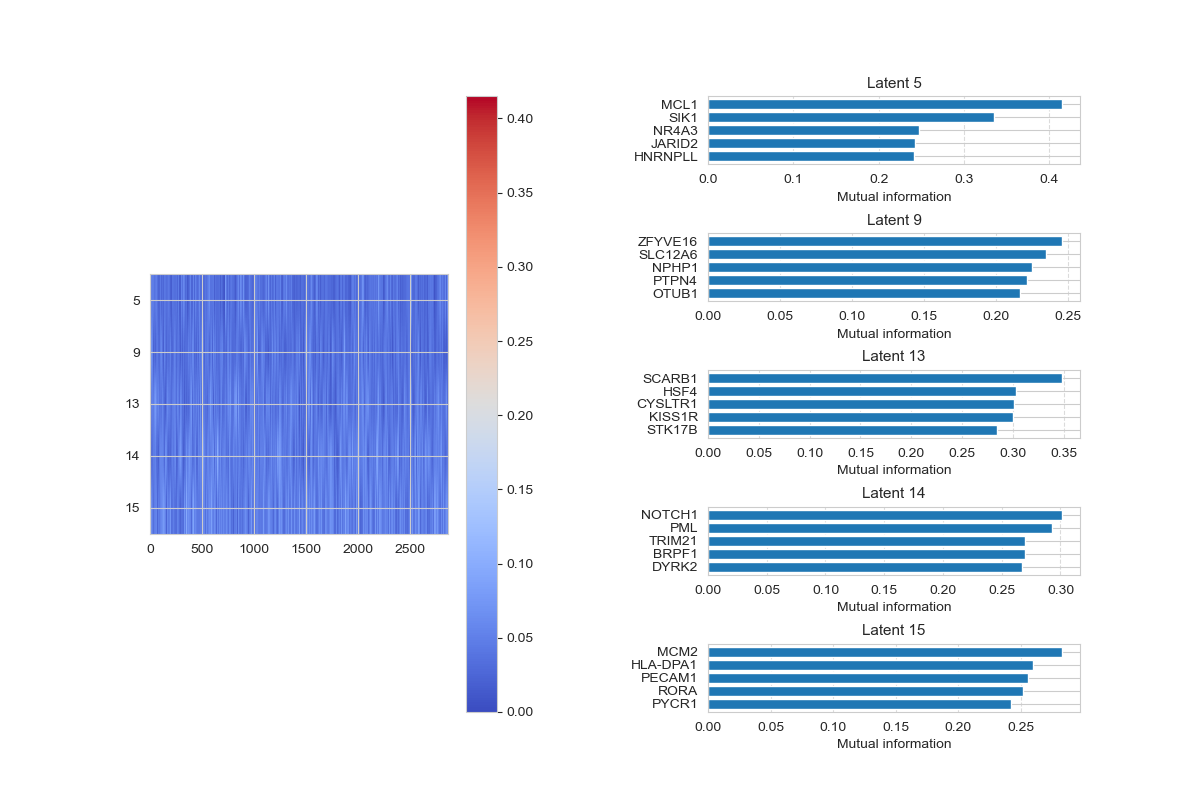 0.40
0.35
0.30
0.25
0.20
0.15
0.10
0.05
0.00
5
9
13
14
15
0 500 1000 1500 2000 2500
Latent 5
MCL1
SIK1
NR4A3
JARID2
HNRNPLL
0.0 0.1 0.2 0.3 0.4
Mutual information
Latent 9
ZFYVE16
SLC12A6
NPHP1
PTPN4
OTUB1
0.00 0.05 0.10 0.15 0.20 0.25
Mutual information
Latent 13
SCARB1
HSF4
CYSLTR1
KISS1R
STK17B
0.00 0.05 0.10 0.15 0.20 0.25 0.30 0.35
Mutual information
Latent 14
NOTCH1
PML
TRIM21
BRPF1
DYRK2
0.00 0.05 0.10 0.15 0.20 0.25 0.30
Mutual information
Latent 15
MCM2
HLA-DPA1
PECAM1
RORA
PYCR1
0.00 0.05 0.10 0.15 0.20 0.25
Mutual information